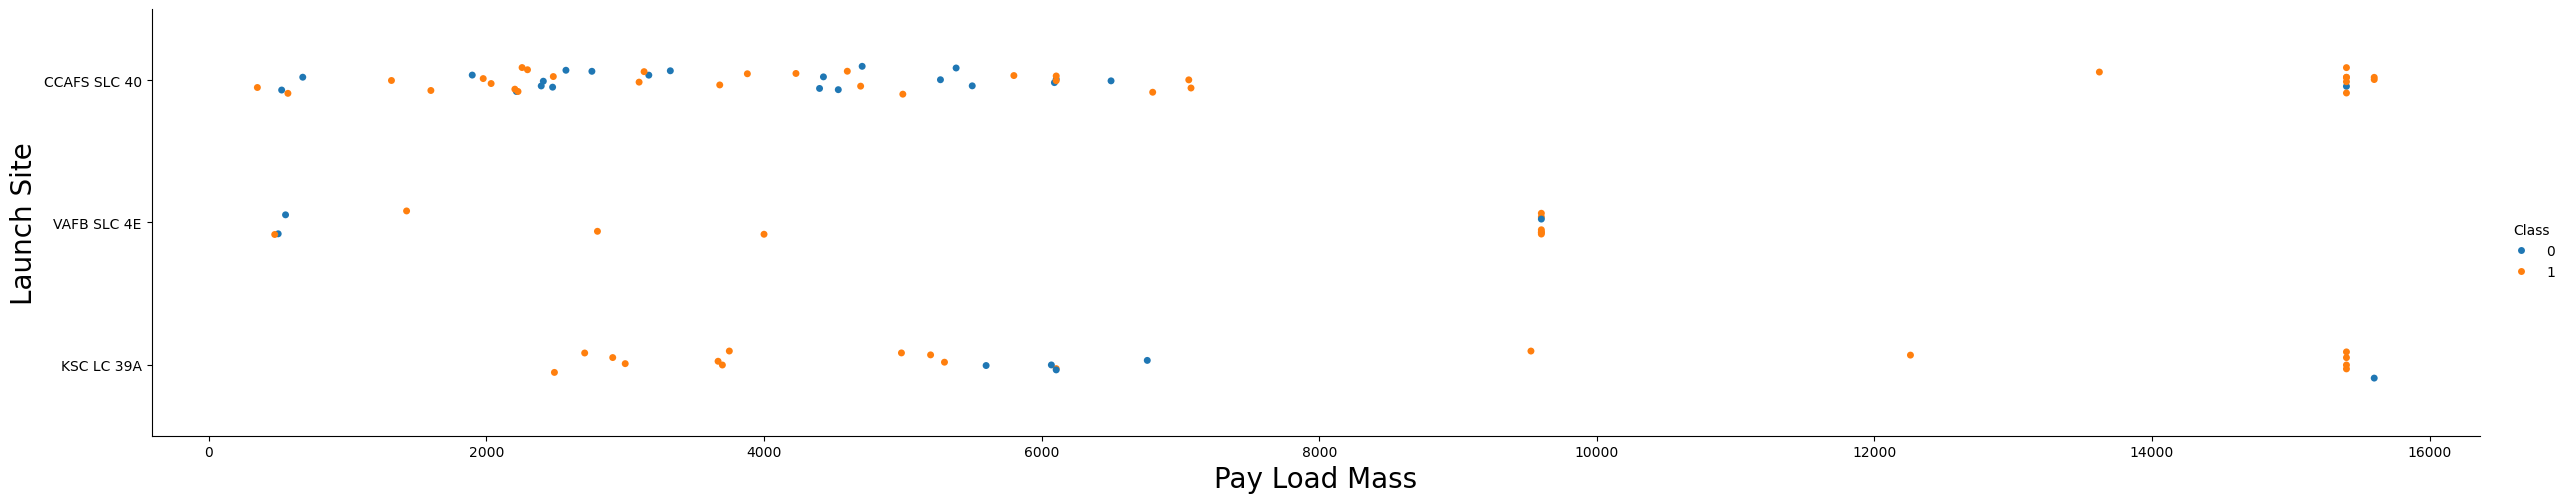 Launch Site
CCAFS SLC 40
VAFB SLC 4E
KSC LC 39A
0 2000 4000 6000 8000 10000 12000 14000 16000
Pay Load Mass
Class
0
1